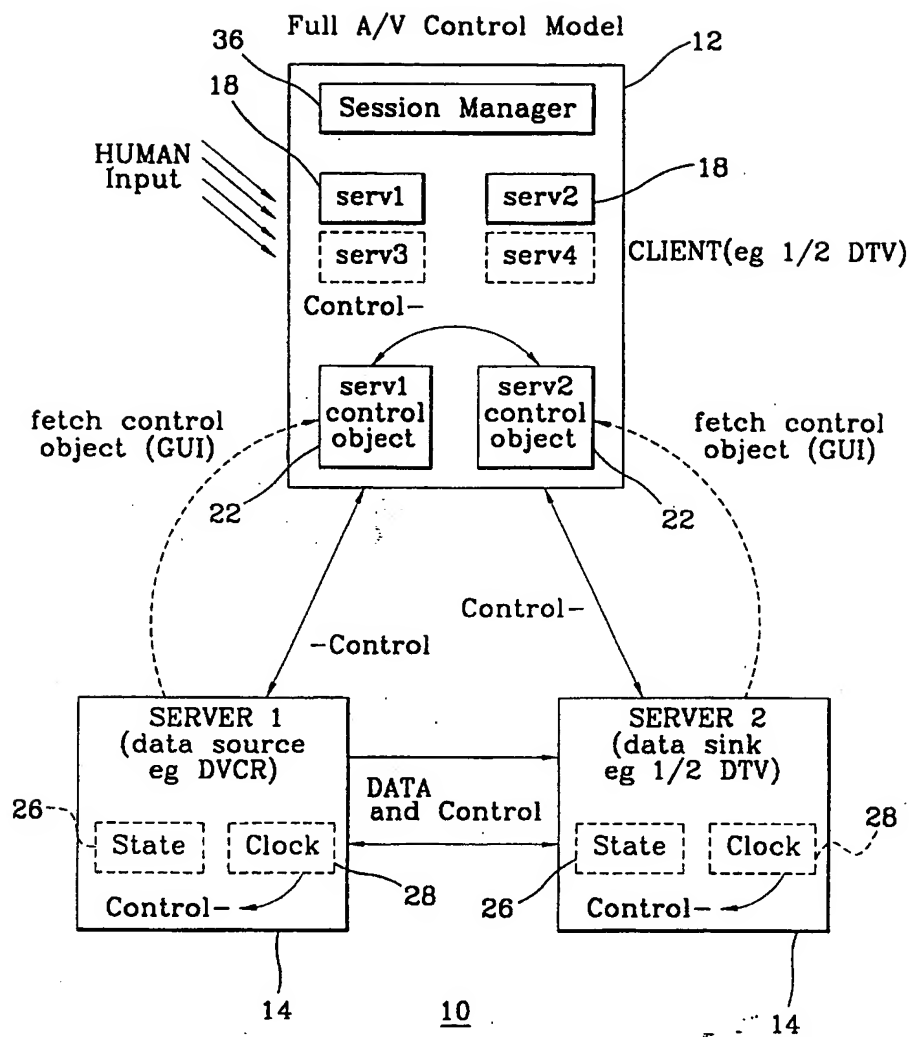 Full A/V Control Model
36
12
Session Manager
18
HUMAN
Input
18
serv1
serv2
serv3
serv4
CLIENT(eg 1/2 DTV)
Control-
serv1
control
object
serv2
control
object
fetch control
object (GUI)
fetch control
object (GUI)
22
22
Control-
-Control
SERVER 1
(data source
eg DVCR)
SERVER 2
(data sink
eg 1/2 DTV)
DATA
and Control
26
State
Clock
28
Control-
26
State
Clock
28
Control-
14
10
14